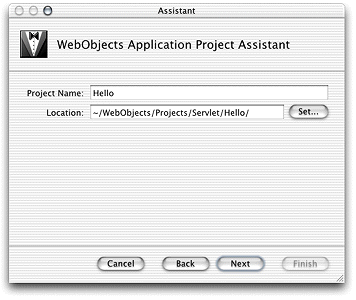 Assistant
WebObjects Application Project Assistant
Project Name: Hello
Location: ~/WebObjects/Projects/Servlet/Hello/ Set...
Cancel Back Next Finish